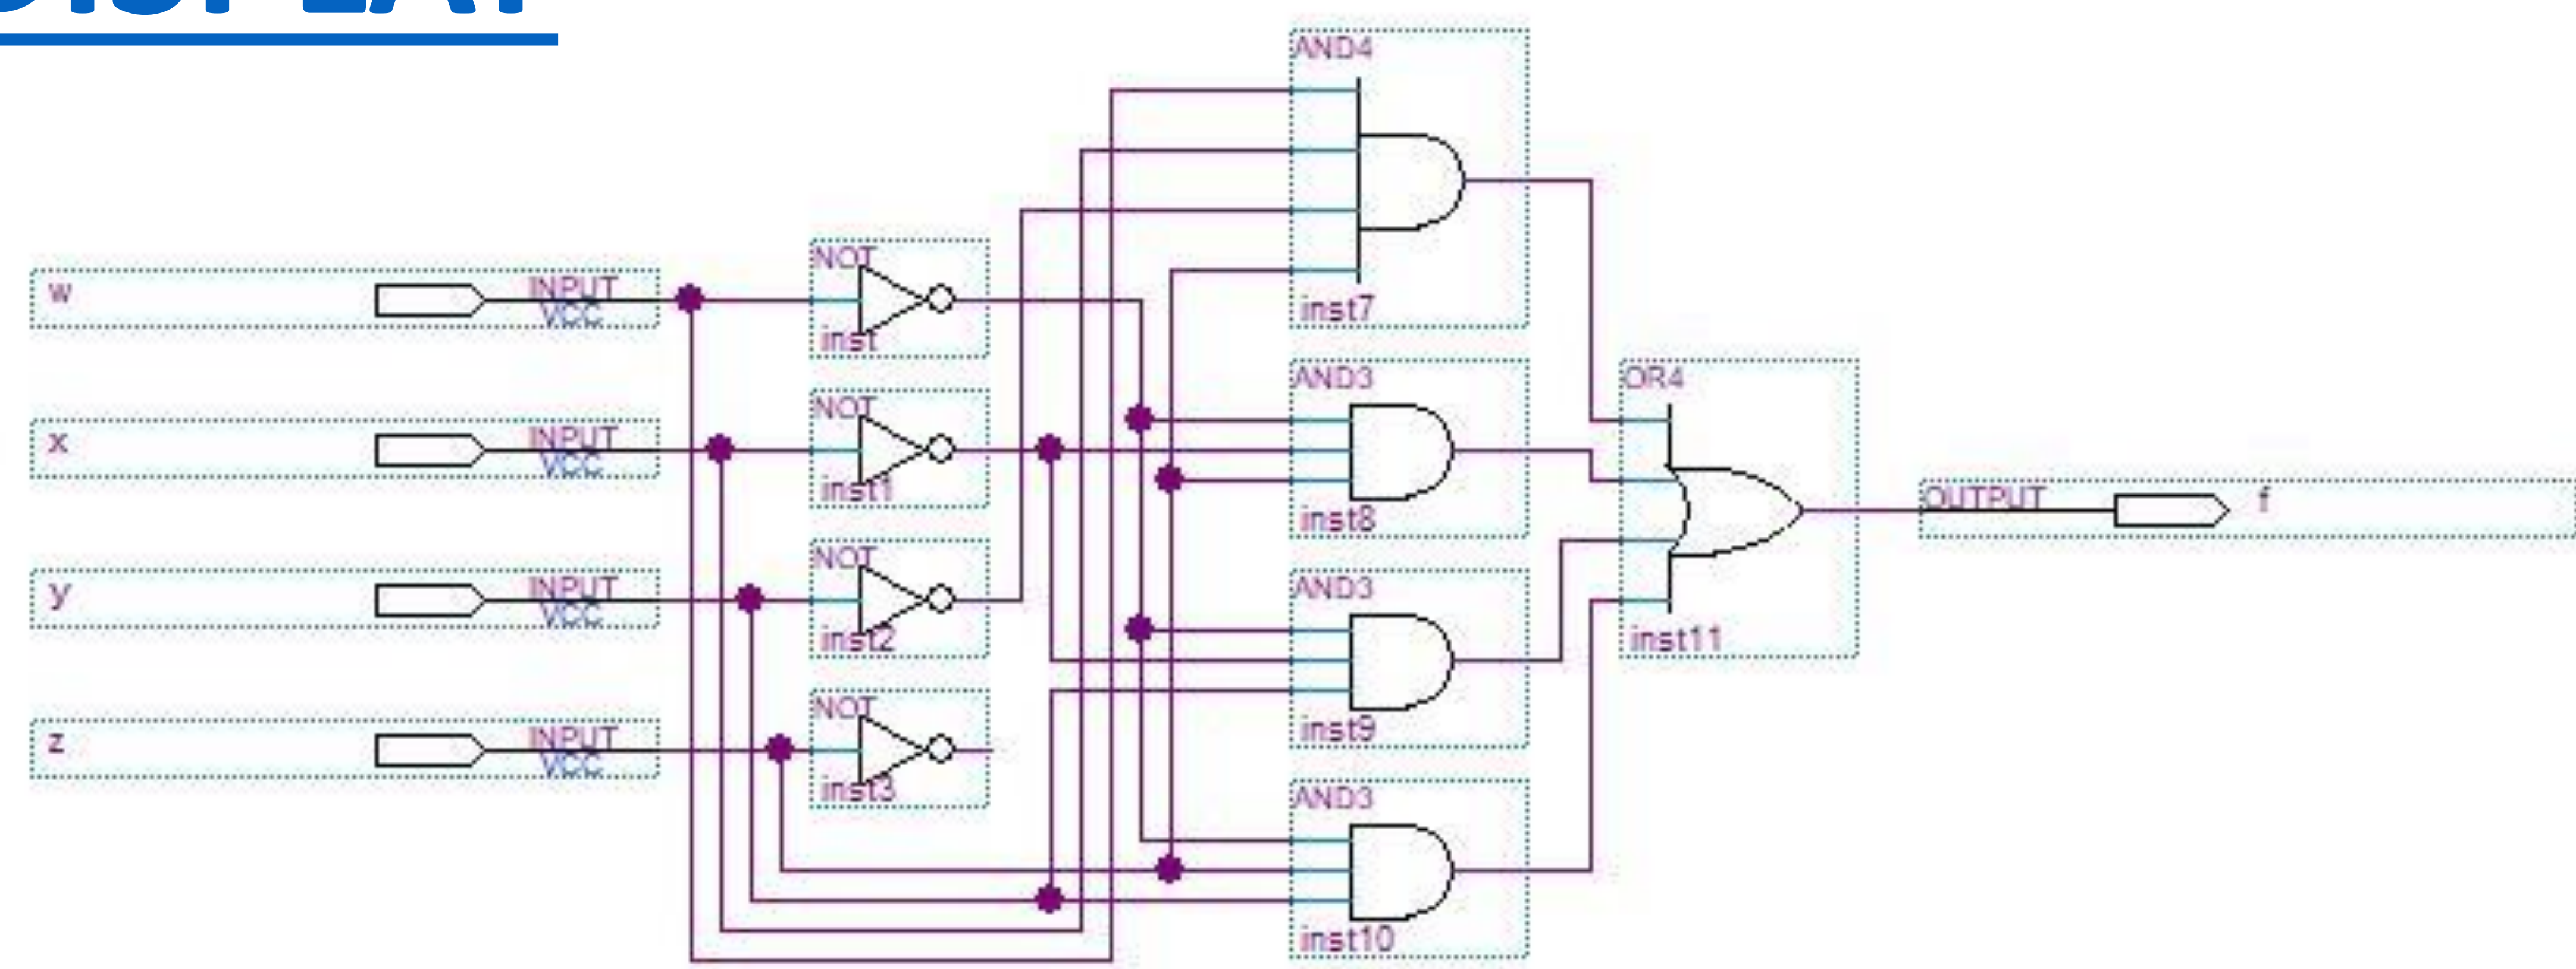 DISPLAY
AND4
inst7
w
INPUT
VCC
NOT
inst
x
INPUT
VCC
NOT
inst1
AND3
inst8
OR4
inst11
OUTPUT
f
y
INPUT
VCC
NOT
inst2
AND3
inst9
z
INPUT
VCC
NOT
inst3
AND3
inst10